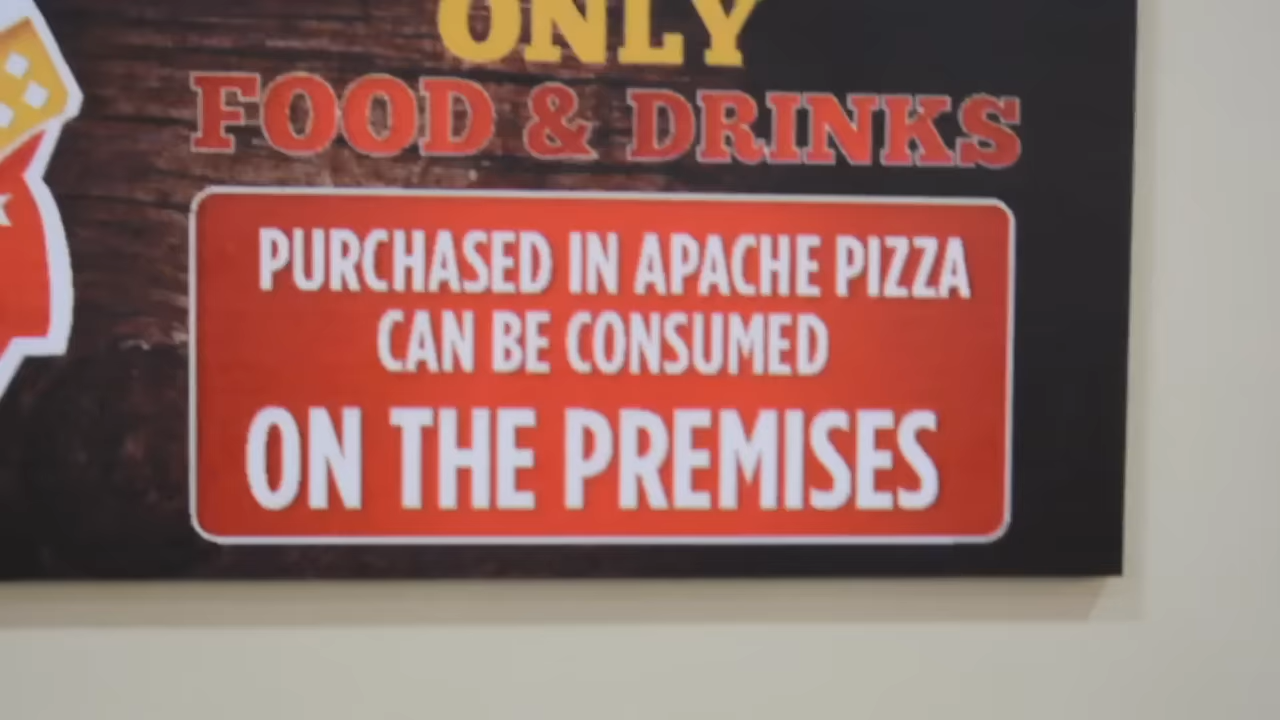 ONLY
FOOD & DRINKS
PURCHASED IN APACHE PIZZA
CAN BE CONSUMED
ON THE PREMISES